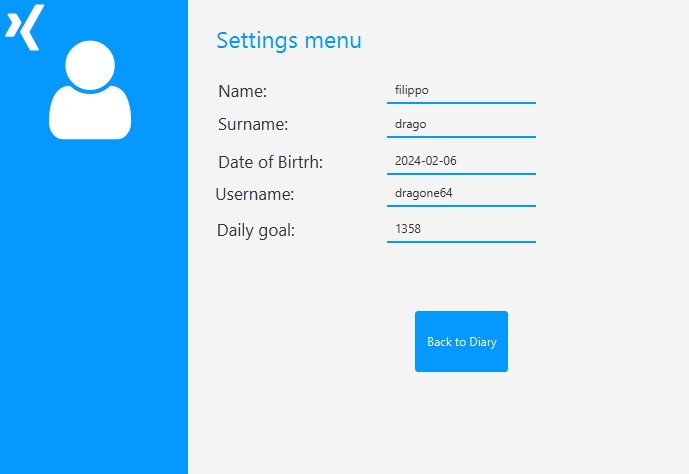 Settings menu
Name: filippo
Surname: drago
Date of Birtrh: 2024-02-06
Username: dragone64
Daily goal: 1358
Back to Diary